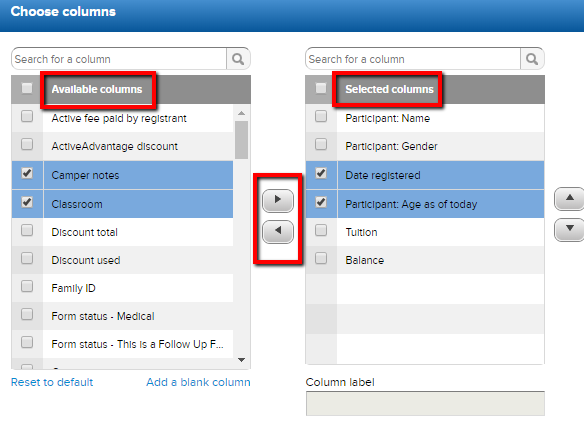 Choose columns
Search for a column
Available columns
Active fee paid by registrant
ActiveAdvantage discount
Camper notes
Classroom
Discount total
Discount used
Family ID
Form status - Medical
Form status - This is a Follow Up F...
Reset to default
Add a blank column
Search for a column
Selected columns
Participant: Name
Participant: Gender
Date registered
Participant: Age as of today
Tuition
Balance
Column label